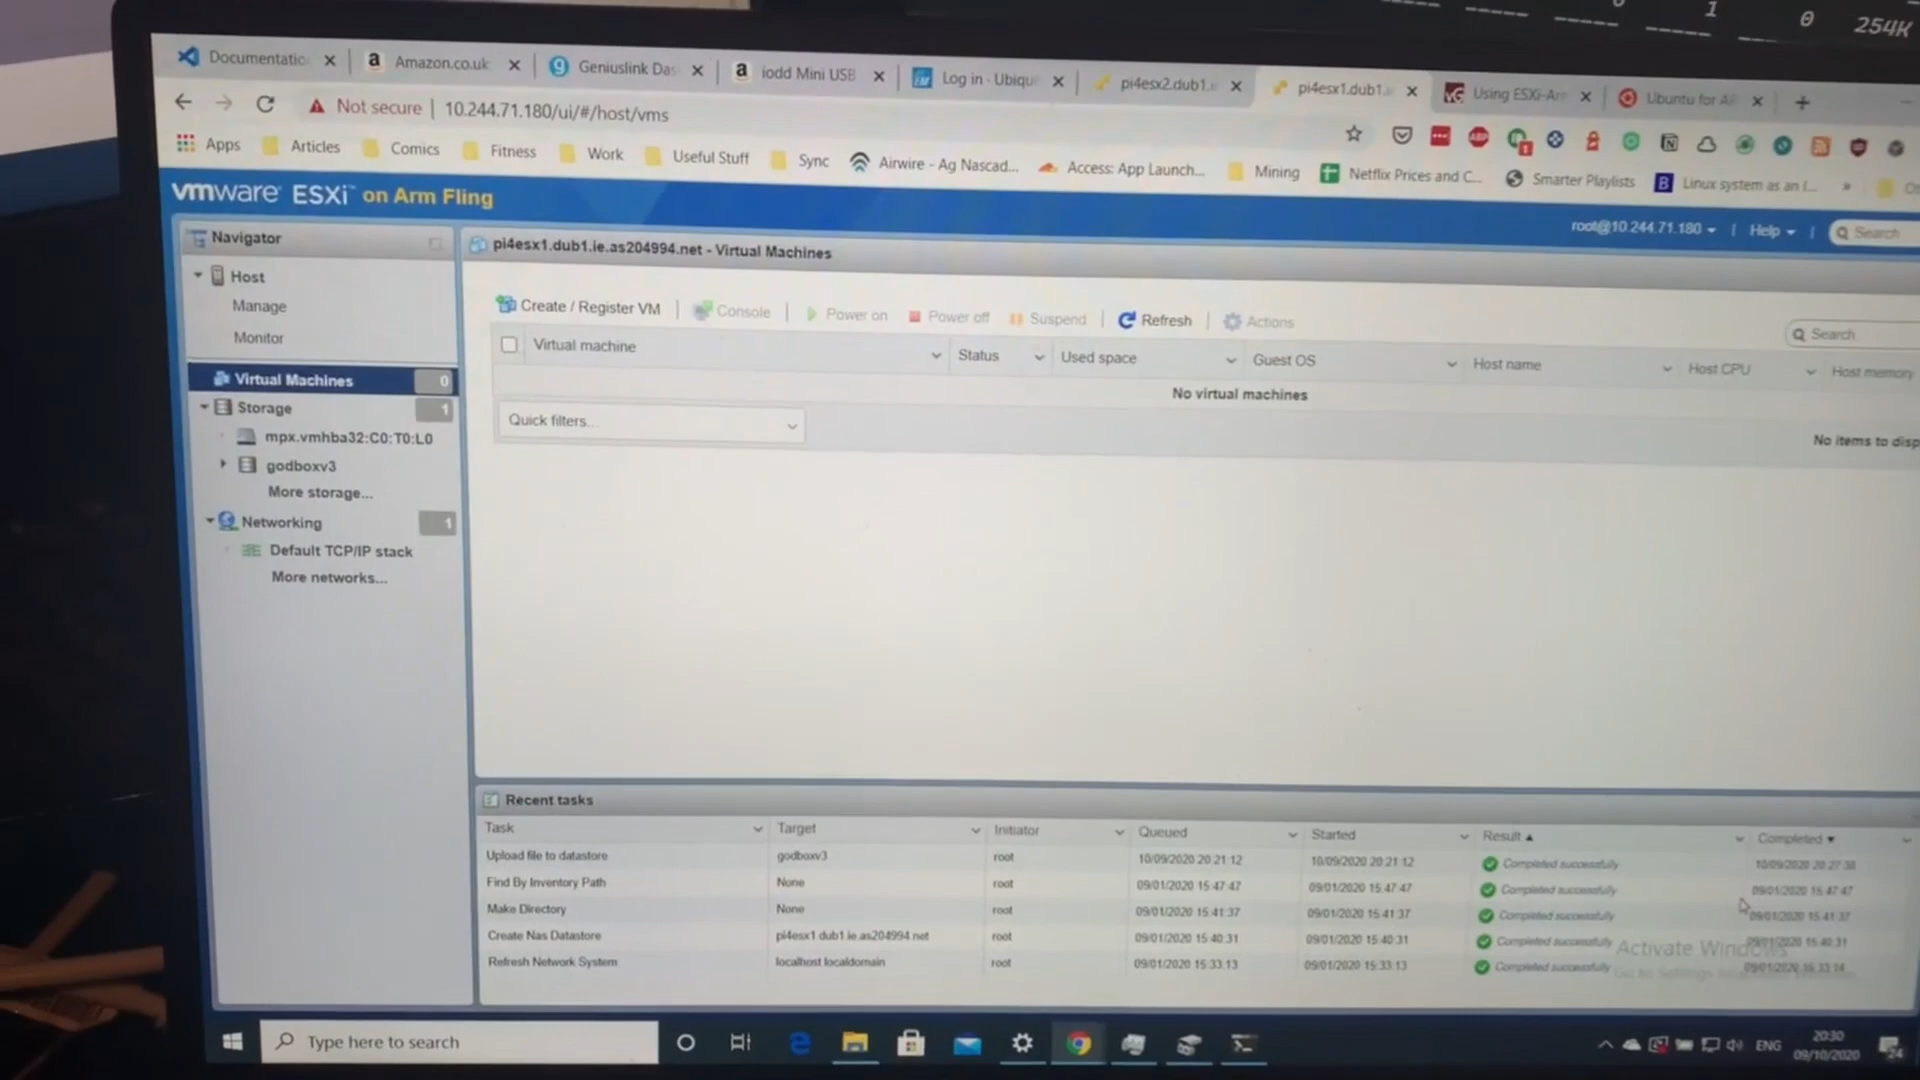 1 0 254K
Documentatio Amazon.co.uk: Geniuslink Das iodd Mini USB Log in - Ubiqui pi4esx2.dub1.i pi4esx1.dub1.i Using ESXi-Arm Ubuntu for AR
Not secure | 10.244.71.180/ui/#/host/vms
Apps Articles Comics Fitness Work Useful Stuff Sync Airwire - Ag Nascad... Access: App Launch... Mining Netflix Prices and C... Smarter Playlists Linux system as an I... »
vmware ESXi™ on Arm Fling
root@10.244.71.180 | Help | Search
Navigator
Host
Manage
Monitor
Virtual Machines 0
Storage 1
mpx.vmhba32:C0:T0:L0
godboxv3
More storage...
Networking 1
Default TCP/IP stack
More networks...
pi4esx1.dub1.ie.as204994.net - Virtual Machines
Create / Register VM | Console | Power on Power off Suspend | Refresh | Actions
Search
Virtual machine Status Used space Guest OS Host name Host CPU Host memory
No virtual machines
Quick filters...
No items to disp
Recent tasks
Task Target Initiator Queued Started Result Completed
Upload file to datastore godboxv3 root 10/09/2020 20:21:12 10/09/2020 20:21:12 Completed successfully 10/09/2020 20:27:38
Find By Inventory Path None root 09/01/2020 15:47:47 09/01/2020 15:47:47 Completed successfully 09/01/2020 15:47:47
Make Directory None root 09/01/2020 15:41:37 09/01/2020 15:41:37 Completed successfully 09/01/2020 15:41:37
Create Nas Datastore pi4esx1.dub1.ie.as204994.net root 09/01/2020 15:40:31 09/01/2020 15:40:31 Completed successfully 09/01/2020 15:40:31
Refresh Network System localhost.localdomain root 09/01/2020 15:33:13 09/01/2020 15:33:13 Completed successfully 09/01/2020 15:33:14
Activate Windows
Go to Settings
Type here to search
ENG
20:30
09/10/2020
24